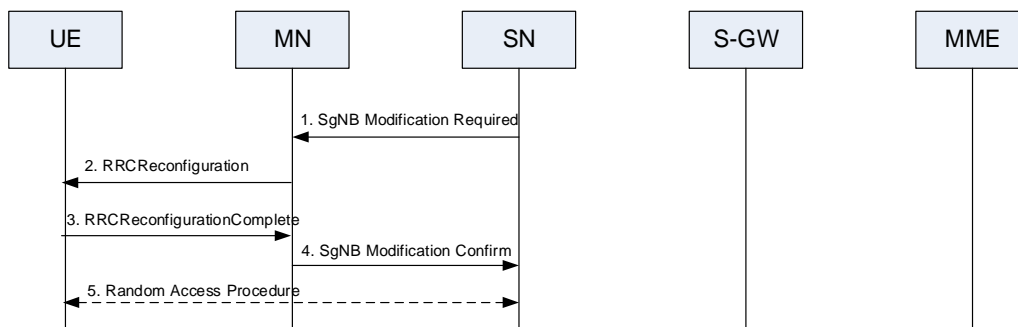 UE
MN
SN
S-GW
MME
1. SgNB Modification Required
2. RRCReconfiguration
3. RRCReconfigurationComplete
4. SgNB Modification Confirm
5. Random Access Procedure